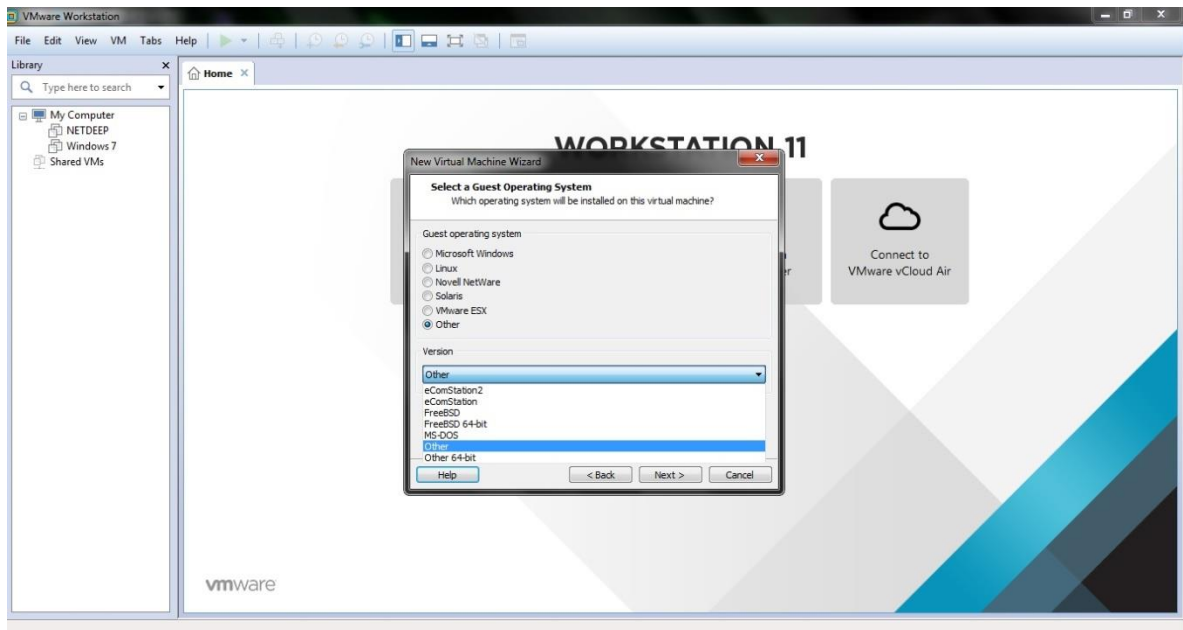 VMware Workstation
File Edit View VM Tabs Help
Library
Type here to search
My Computer
NETDEEP
Windows 7
Shared VMs
Home
WORKSTATION 11
Connect to
VMware vCloud Air
New Virtual Machine Wizard
Select a Guest Operating System
Which operating system will be installed on this virtual machine?
Guest operating system
Microsoft Windows
Linux
Novell NetWare
Solaris
VMware ESX
Other
Version
Other
eComStation2
eComStation
FreeBSD
FreeBSD 64-bit
MS-DOS
Other
Other 64-bit
Help < Back Next > Cancel
vmware